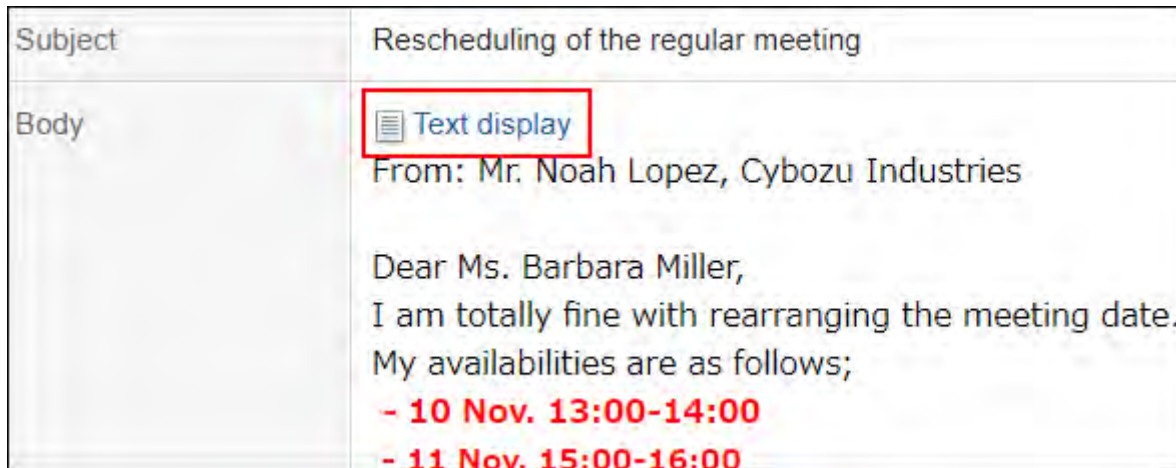 Subject Rescheduling of the regular meeting
Body Text display
From: Mr. Noah Lopez, Cybozu Industries
Dear Ms. Barbara Miller,
I am totally fine with rearranging the meeting date.
My availabilities are as follows;
- 10 Nov. 13:00-14:00
- 11 Nov. 15:00-16:00